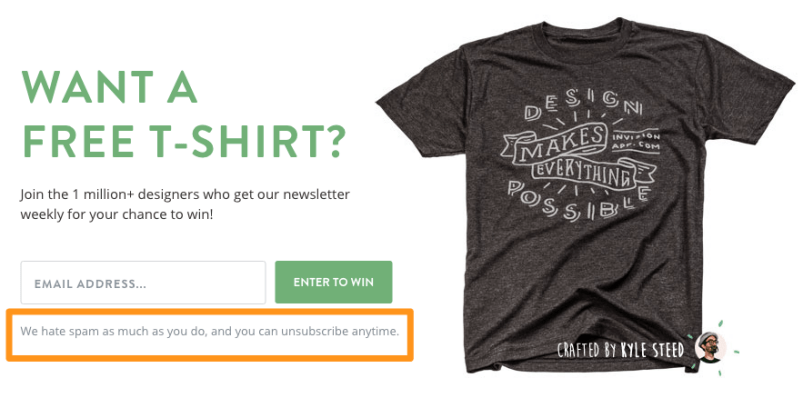 WANT A
FREE T-SHIRT?
Join the 1 million+ designers who get our newsletter
weekly for your chance to win!
EMAIL ADDRESS...
ENTER TO WIN
We hate spam as much as you do, and you can unsubscribe anytime.
DESIGN
MAKES
INVISION
APP.COM
EVERYTHING
POSSIBLE
CRAFTED BY KYLE STEED